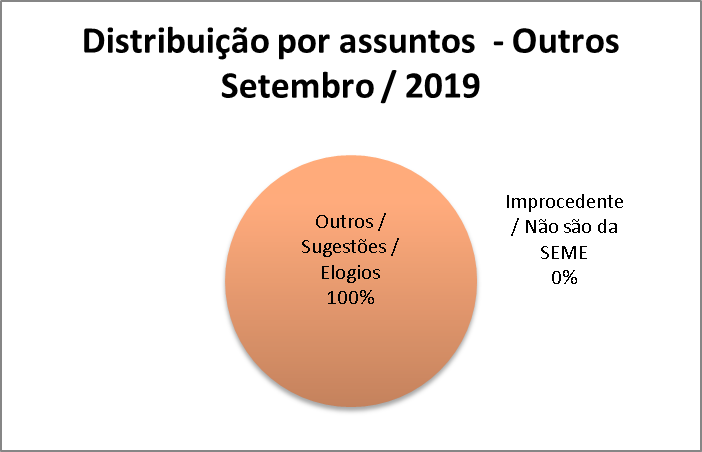 Distribuição por assuntos  - Outros
Setembro / 2019
Outros /
Sugestões /
Elogios
100%
Improcedente
/ Não são da
SEME
0%